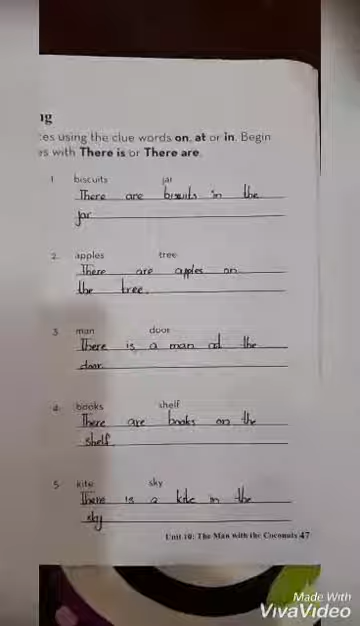 ng
es using the clue words on, at or in. Begin
es with There is or There are.
1. biscuits jar
There are biscuits in the
jar
2. apples tree
There are apples on
the tree.
3. man door
There is a man at the
door.
4. books shelf
There are books on the
shelf
5. kite sky
There is a kite in the
sky
Unit 10: The Man with the Coconuts 47
Made With
VivaVideo